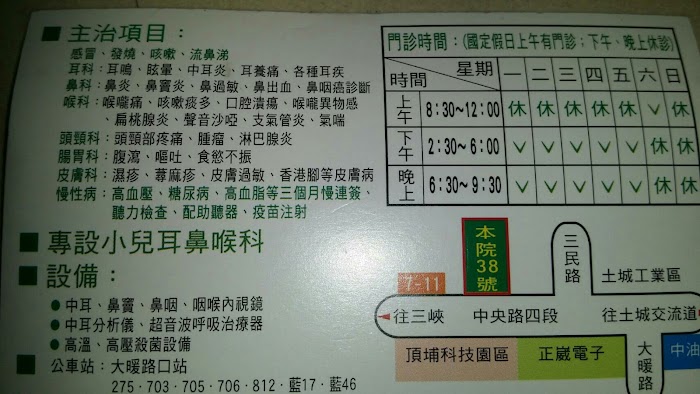 ■ 主治項目：
感冒、發燒、咳嗽、流鼻涕
耳科：耳鳴、眩暈、中耳炎、耳養痛、各種耳疾
鼻科：鼻炎、鼻竇炎、鼻過敏、鼻出血、鼻咽癌診斷
喉科：喉嚨痛、咳嗽痰多、口腔潰瘍、喉嚨異物感、扁桃腺炎、聲音沙啞、支氣管炎、氣喘
頭頸科：頭頸部疼痛、腫瘤、淋巴腺炎
腸胃科：腹瀉、嘔吐、食慾不振
皮膚科：濕疹、蕁麻疹、皮膚過敏、香港腳等皮膚病
慢性病：高血壓、糖尿病、高血脂等三個月慢連簽、
聽力檢查、配助聽器、疫苗注射
■ 專設小兒耳鼻喉科
■ 設備：
● 中耳、鼻竇、鼻咽、咽喉內視鏡
● 中耳分析儀、超音波呼吸治療器
● 高溫、高壓殺菌設備
■ 公車站：大暖路口站
275．703．705．706．812．藍17．藍46
門診時間：(國定假日上午有門診；下午、晚上休診)
時間 星期 一 二 三 四 五 六 日
上午 8:30~12:00 休 休 休 休 休 ∨ 休
下午 2:30~6:00 ∨ ∨ ∨ ∨ ∨ 休 休
晚上 6:30~9:30 ∨ ∨ ∨ ∨ ∨ 休 休
本院38號
三民路
7-11
土城工業區
往三峽
中央路四段
往土城交流道
頂埔科技園區
正崴電子
大暖路
中油